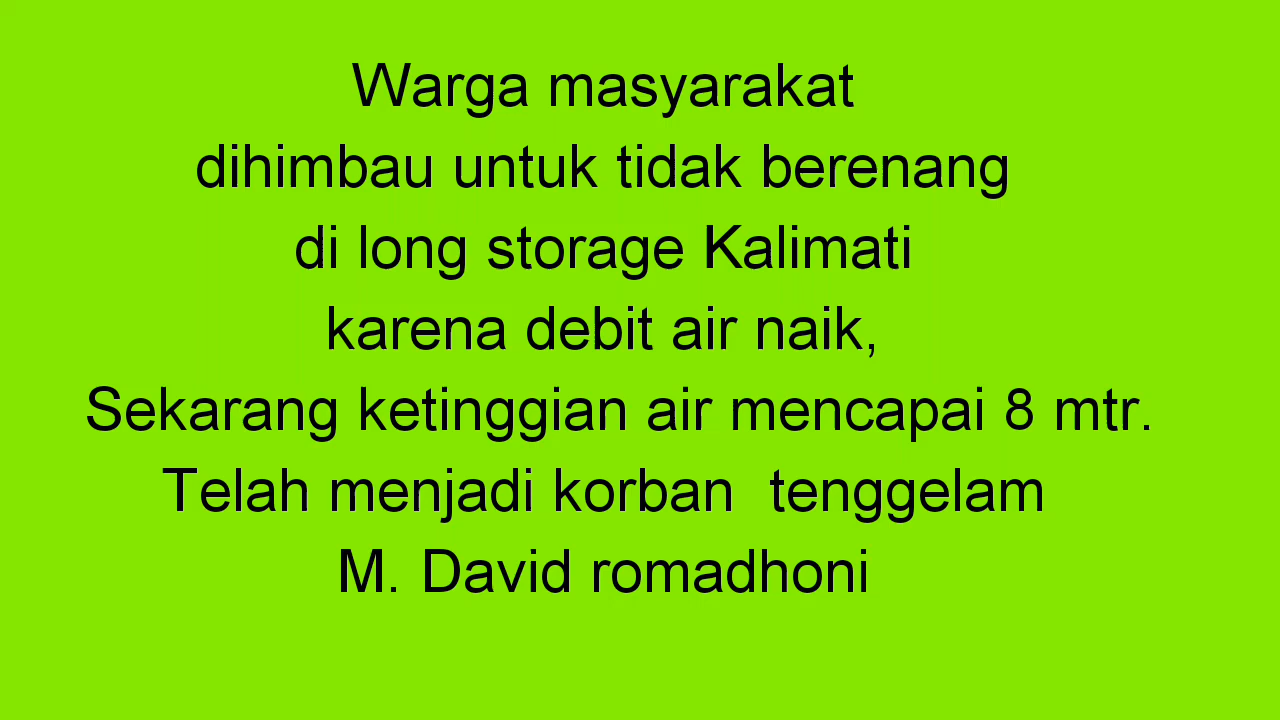 Warga masyarakat
dihimbau untuk tidak berenang
di long storage Kalimati
karena debit air naik,
Sekarang ketinggian air mencapai 8 mtr.
Telah menjadi korban  tenggelam
M. David romadhoni